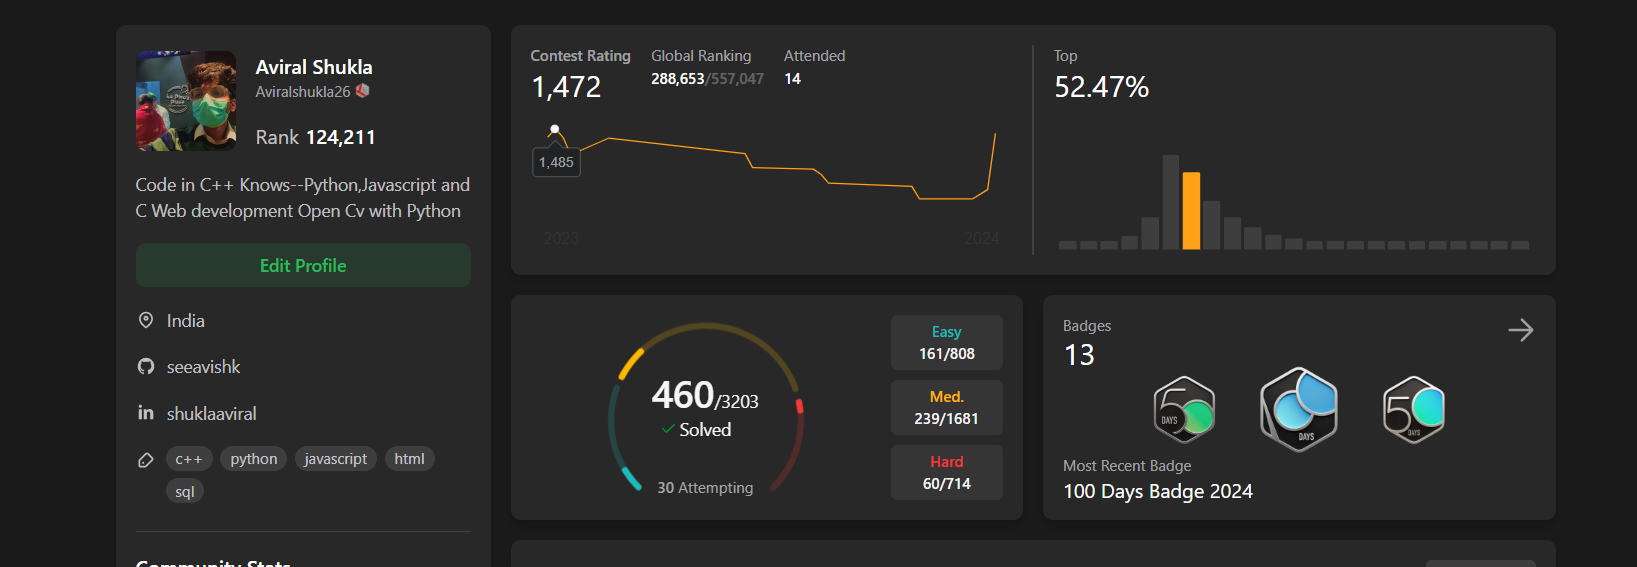 Aviral Shukla
Aviralshukla26
Rank 124,211
Code in C++ Knows--Python,Javascript and
C Web development Open Cv with Python
Edit Profile
India
seeavishk
shuklaaviral
c++ python javascript html
sql
Community Stats
Contest Rating
1,472
Global Ranking
288,653/557,047
Attended
14
1,485
2023 2024
Top
52.47%
460/3203
Solved
30 Attempting
Easy
161/808
Med.
239/1681
Hard
60/714
Badges
13
50 DAYS
DAYS
50 DAYS
Most Recent Badge
100 Days Badge 2024